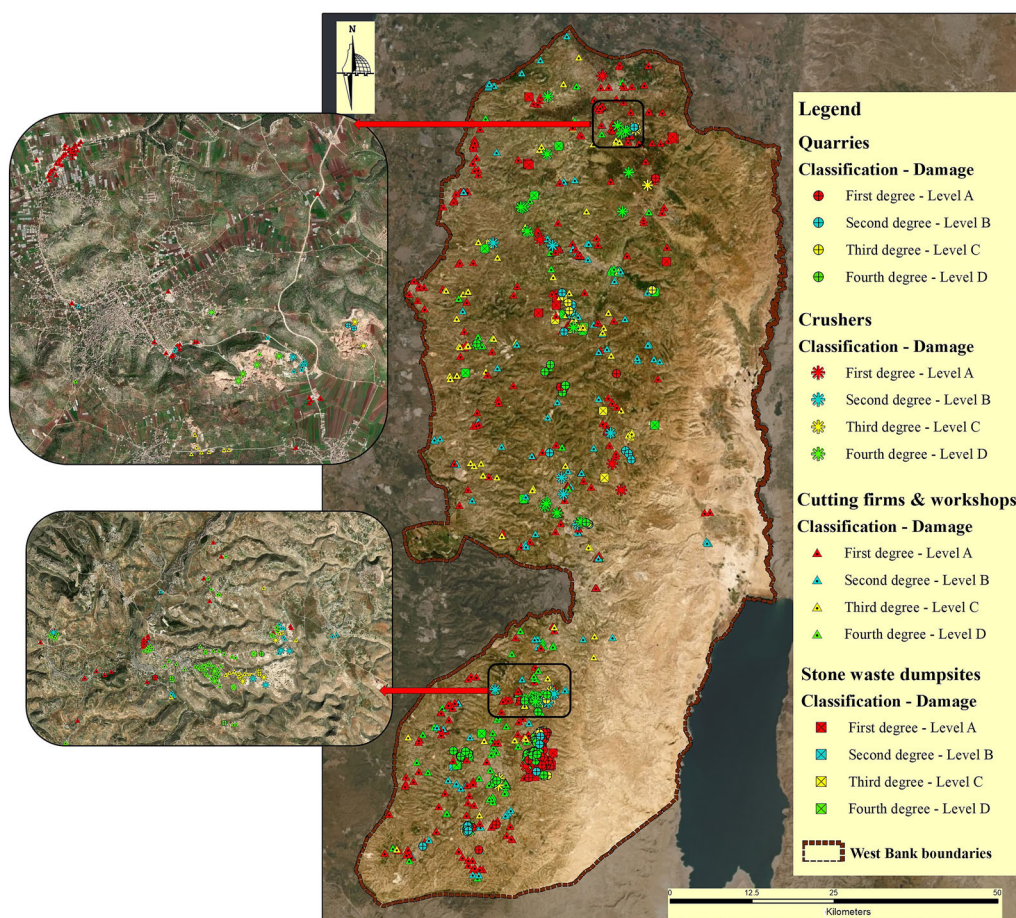 N
Legend
Quarries
Classification - Damage
First degree - Level A
Second degree - Level B
Third degree - Level C
Fourth degree - Level D
Crushers
Classification - Damage
First degree - Level A
Second degree - Level B
Third degree - Level C
Fourth degree - Level D
Cutting firms & workshops
Classification - Damage
First degree - Level A
Second degree - Level B
Third degree - Level C
Fourth degree - Level D
Stone waste dumpsites
Classification - Damage
First degree - Level A
Second degree - Level B
Third degree - Level C
Fourth degree - Level D
West Bank boundaries
0 12.5 25 50
Kilometers